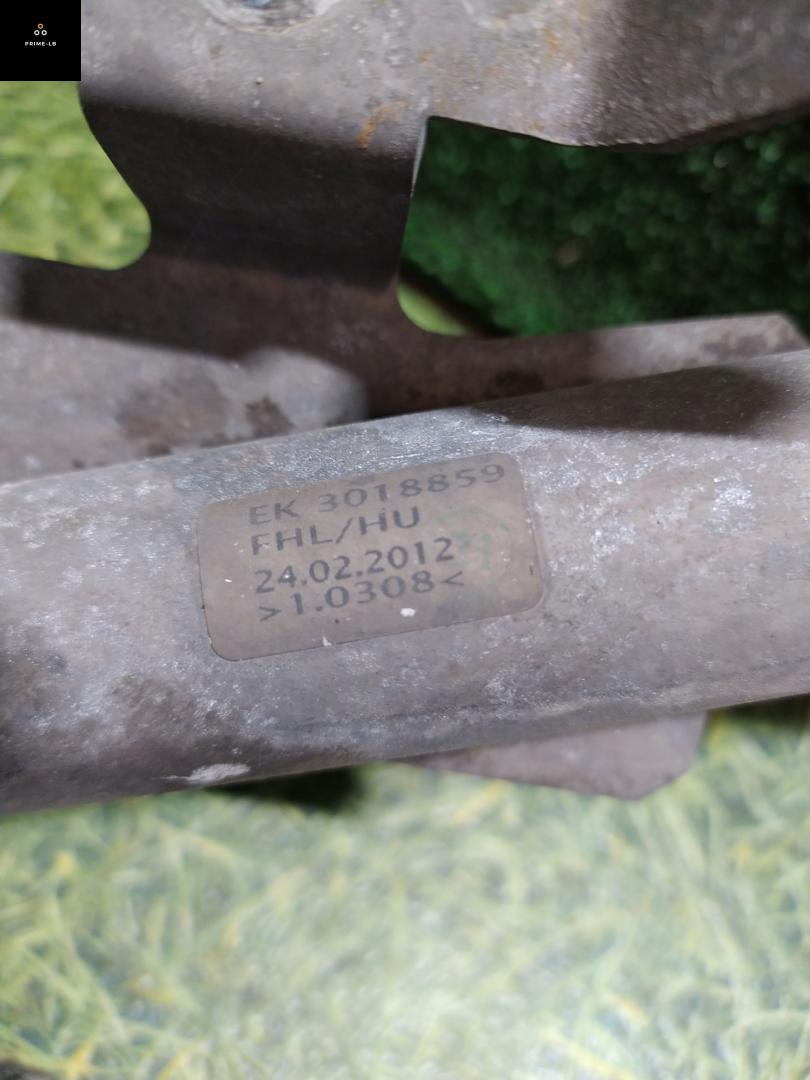 PRIME-LB
EK 3018859
FHL/HU
24.02.2012
>1.0308<